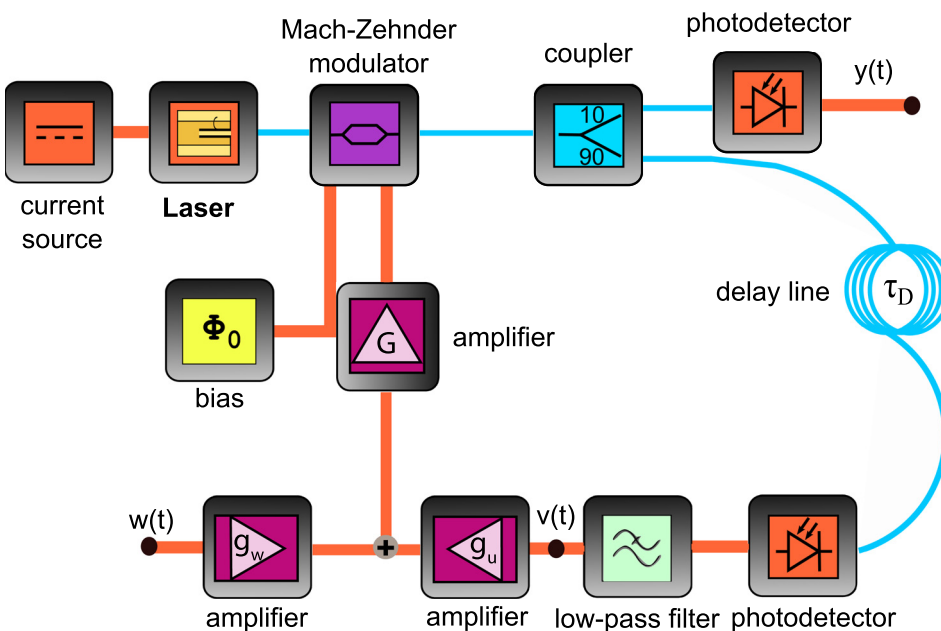 Mach-Zehnder
modulator
coupler
photodetector
y(t)
10
90
current
source
Laser
delay line
τD
Φ0
bias
G
amplifier
w(t)
gw
gu
v(t)
amplifier
amplifier
low-pass filter
photodetector